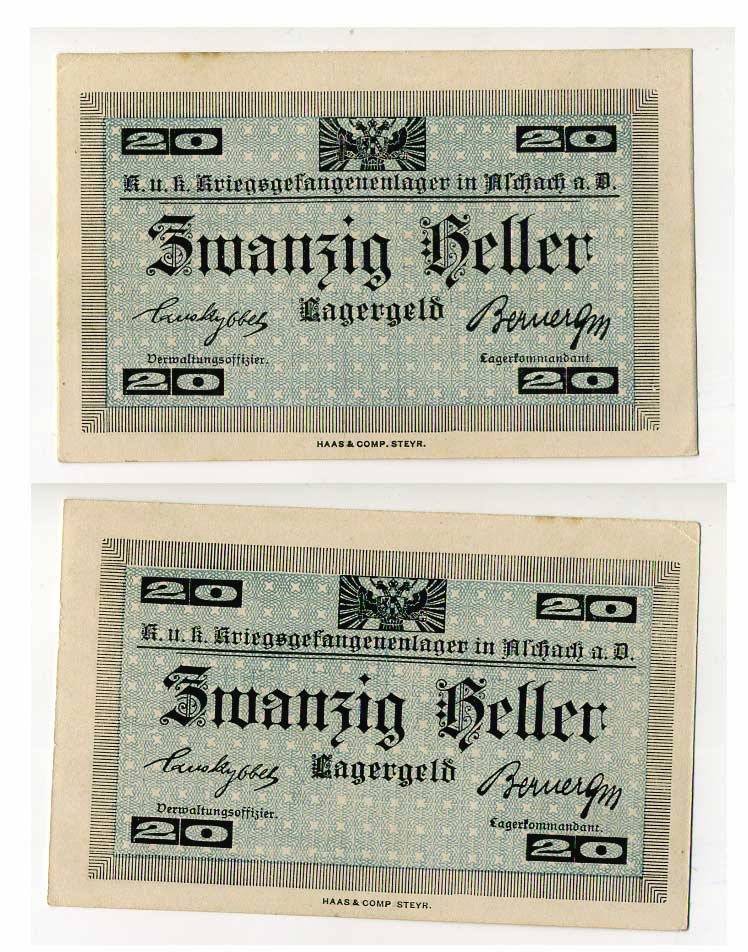 20 20
K. u. k. Kriegsgefangenenlager in Aschach a. D.
Zwanzig Heller
Lagergeld
Verwaltungsoffizier. Lagerkommandant.
20 20
HAAS & COMP. STEYR.
20 20
K. u. k. Kriegsgefangenenlager in Aschach a. D.
Zwanzig Heller
Lagergeld
Verwaltungsoffizier. Lagerkommandant.
20 20
HAAS & COMP. STEYR.